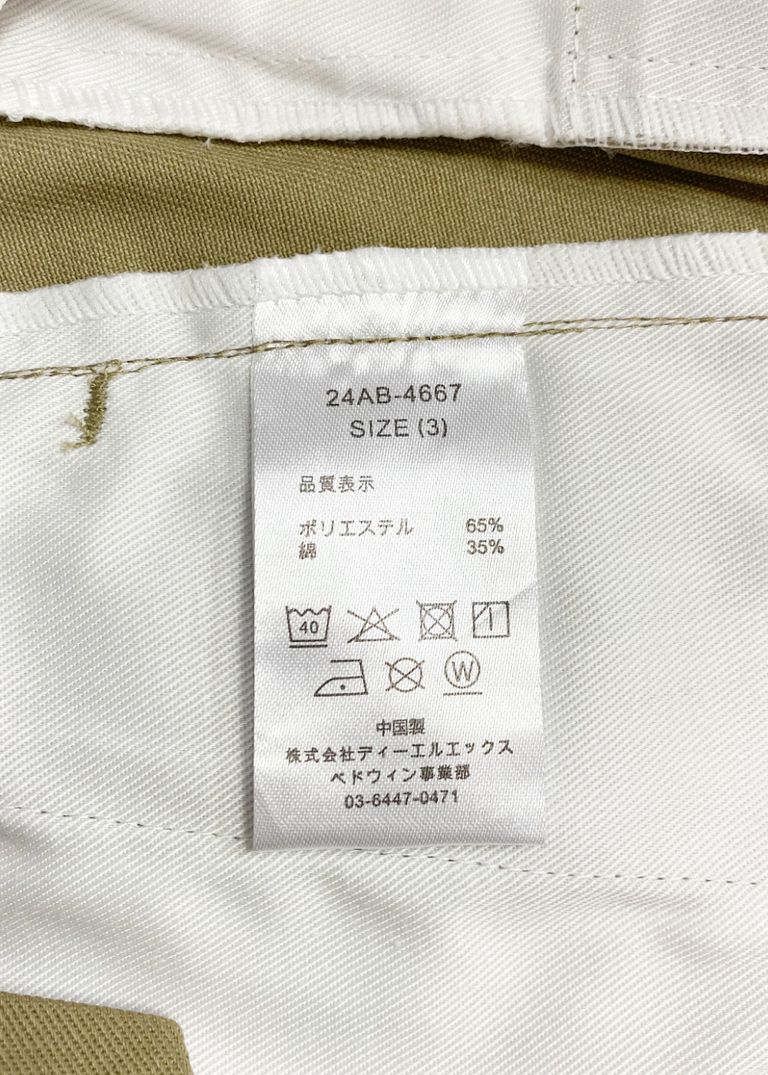 24AB-4667
SIZE (3)
品質表示
ポリエステル 65%
綿 35%
40
W
中国製
株式会社ディーエルエックス
ベドウィン事業部
03-6447-0471